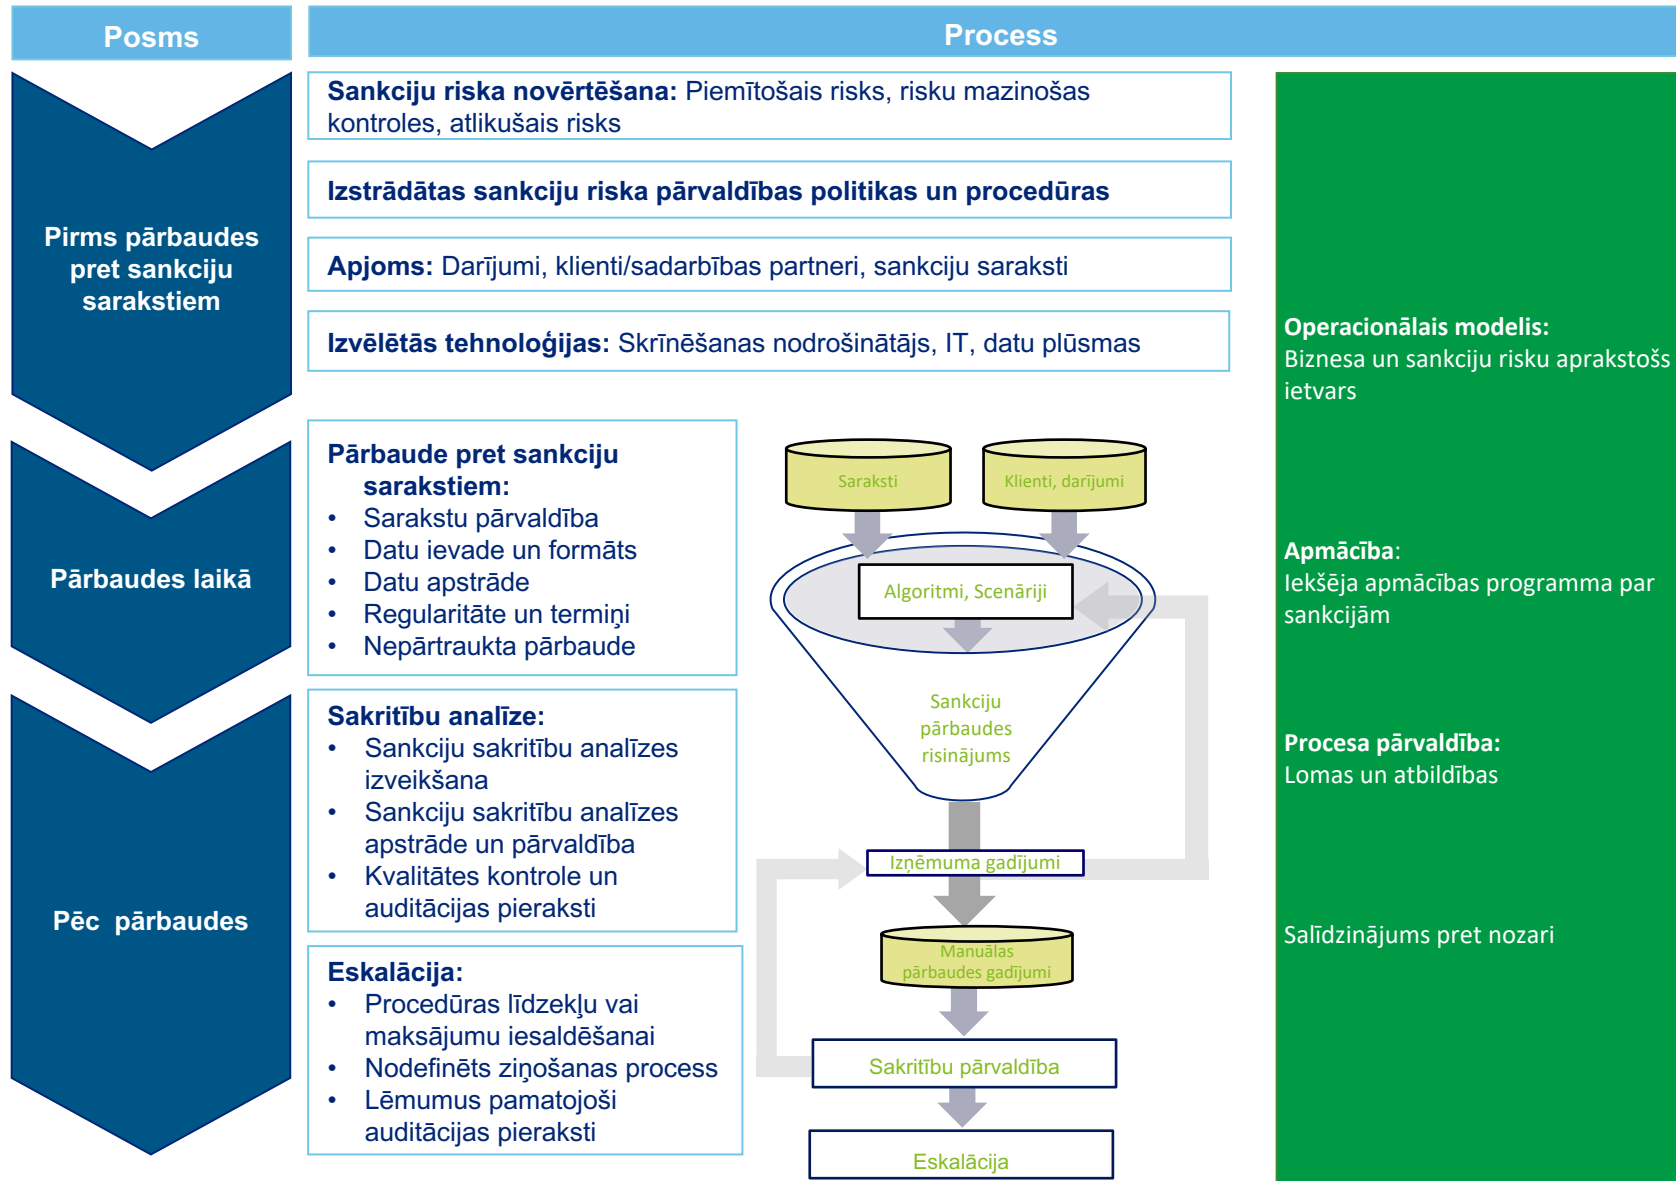 Posms
Process
Pirms pārbaudes
pret sankciju
sarakstiem
Sankciju riska novērtēšana: Piemītošais risks, risku mazinošas
kontroles, atlikušais risks
Izstrādātas sankciju riska pārvaldības politikas un procedūras
Apjoms: Darījumi, klienti/sadarbības partneri, sankciju saraksti
Izvēlētās tehnoloģijas: Skrīnēšanas nodrošinātājs, IT, datu plūsmas
Pārbaudes laikā
Pārbaude pret sankciju
sarakstiem:
• Sarakstu pārvaldība
• Datu ievade un formāts
• Datu apstrāde
• Regularitāte un termiņi
• Nepārtraukta pārbaude
Pēc  pārbaudes
Sakritību analīze:
• Sankciju sakritību analīzes
izveikšana
• Sankciju sakritību analīzes
apstrāde un pārvaldība
• Kvalitātes kontrole un
auditācijas pieraksti
Eskalācija:
• Procedūras līdzekļu vai
maksājumu iesaldēšanai
• Nodefinēts ziņošanas process
• Lēmumus pamatojoši
auditācijas pieraksti
Saraksti
Klienti, darījumi
Algoritmi, Scenāriji
Sankciju
pārbaudes
risinājums
Izņēmuma gadījumi
Manuālas
pārbaudes gadījumi
Sakritību pārvaldība
Eskalācija
Operacionālais modelis:
Biznesa un sankciju risku aprakstošs
ietvars
Apmācība:
Iekšēja apmācības programma par
sankcijām
Procesa pārvaldība:
Lomas un atbildības
Salīdzinājums pret nozari